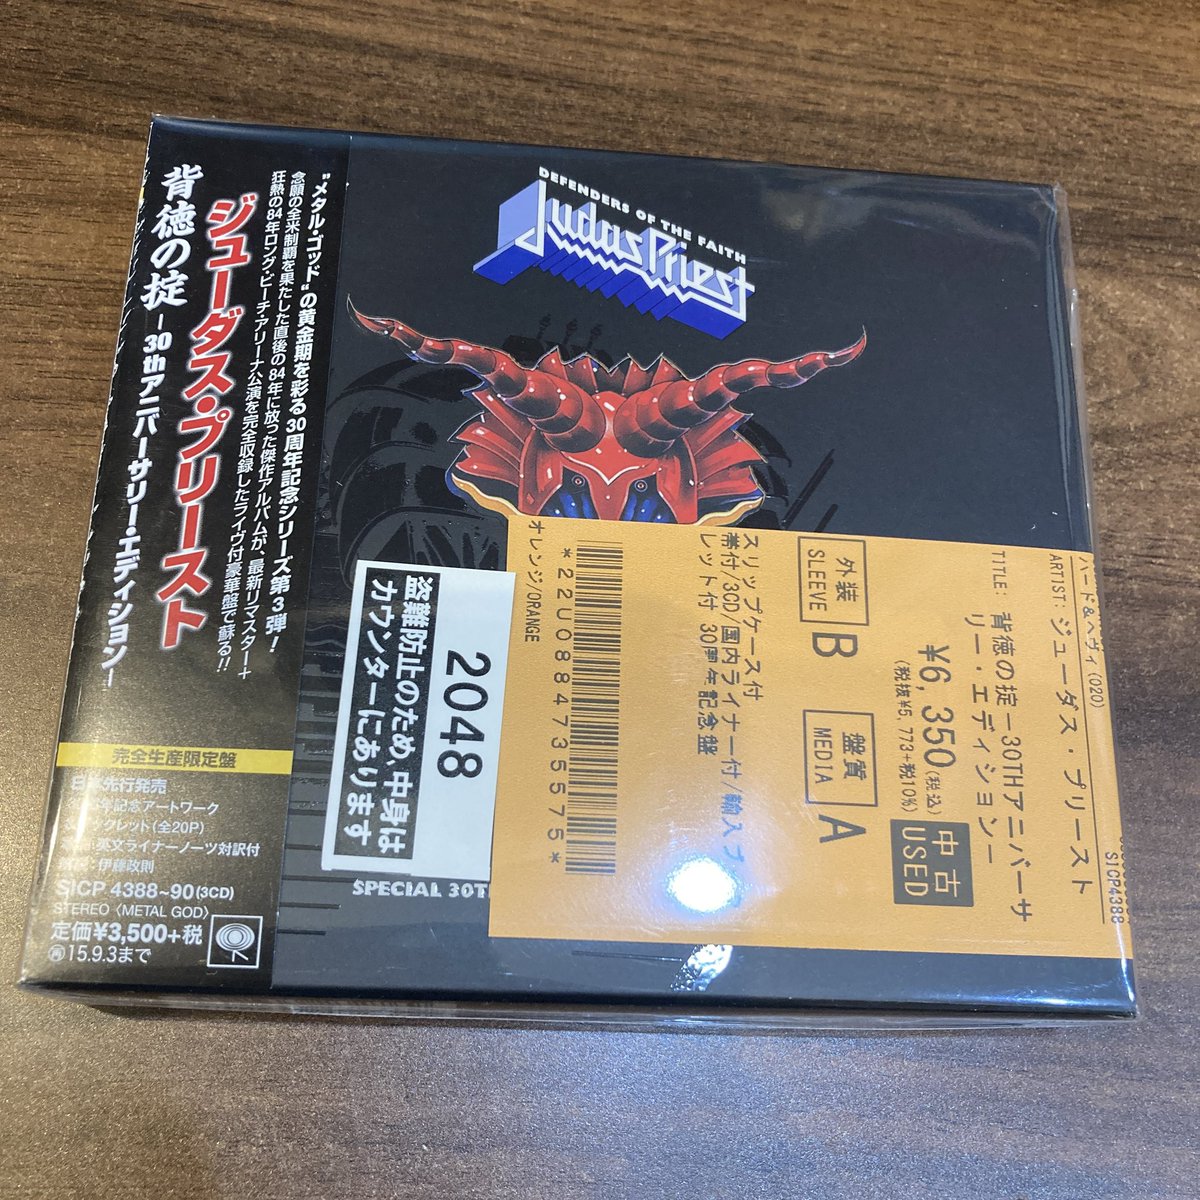 背徳の掟 -30thアニバーサリー・エディション-
ジューダス・プリースト
"メタル・ゴッド"の黄金期を彩る30周年記念シリーズ第3弾!
念願の全米制覇を果たした直後の84年に放った傑作アルバムが、最新リマスター+
狂熱の84年ロング・ビーチ・アリーナ公演を完全収録したライヴ付豪華盤で蘇る!!
完全生産限定盤
先行発売
年記念アートワーク
クレット(全20P)
英文ライナーノーツ対訳付
:伊藤政則
SICP 4388~90(3CD)
STEREO〈METAL GOD〉
定価¥3,500+税
15.9.3まで
DEFENDERS OF THE FAITH
Judas Priest
SPECIAL 30T
2048
盗難防止のため、中身は
カウンターにあります
ハード&ヘヴィ(020)
SICP4388
ARTIST: ジューダス・プリースト
TITLE: 背徳の掟-30THアニバーサ
リー・エディション-
¥6,350(税込)
(税抜¥5,773+税10%)
中古
USED
外装
SLEEVE
B
盤質
MEDIA
A
スリップケース付
帯付/3CD/国内ライナー付/輸入ブ
レット付 30周年記念盤
*22U088473557 5*
オレンジ/ORANGE